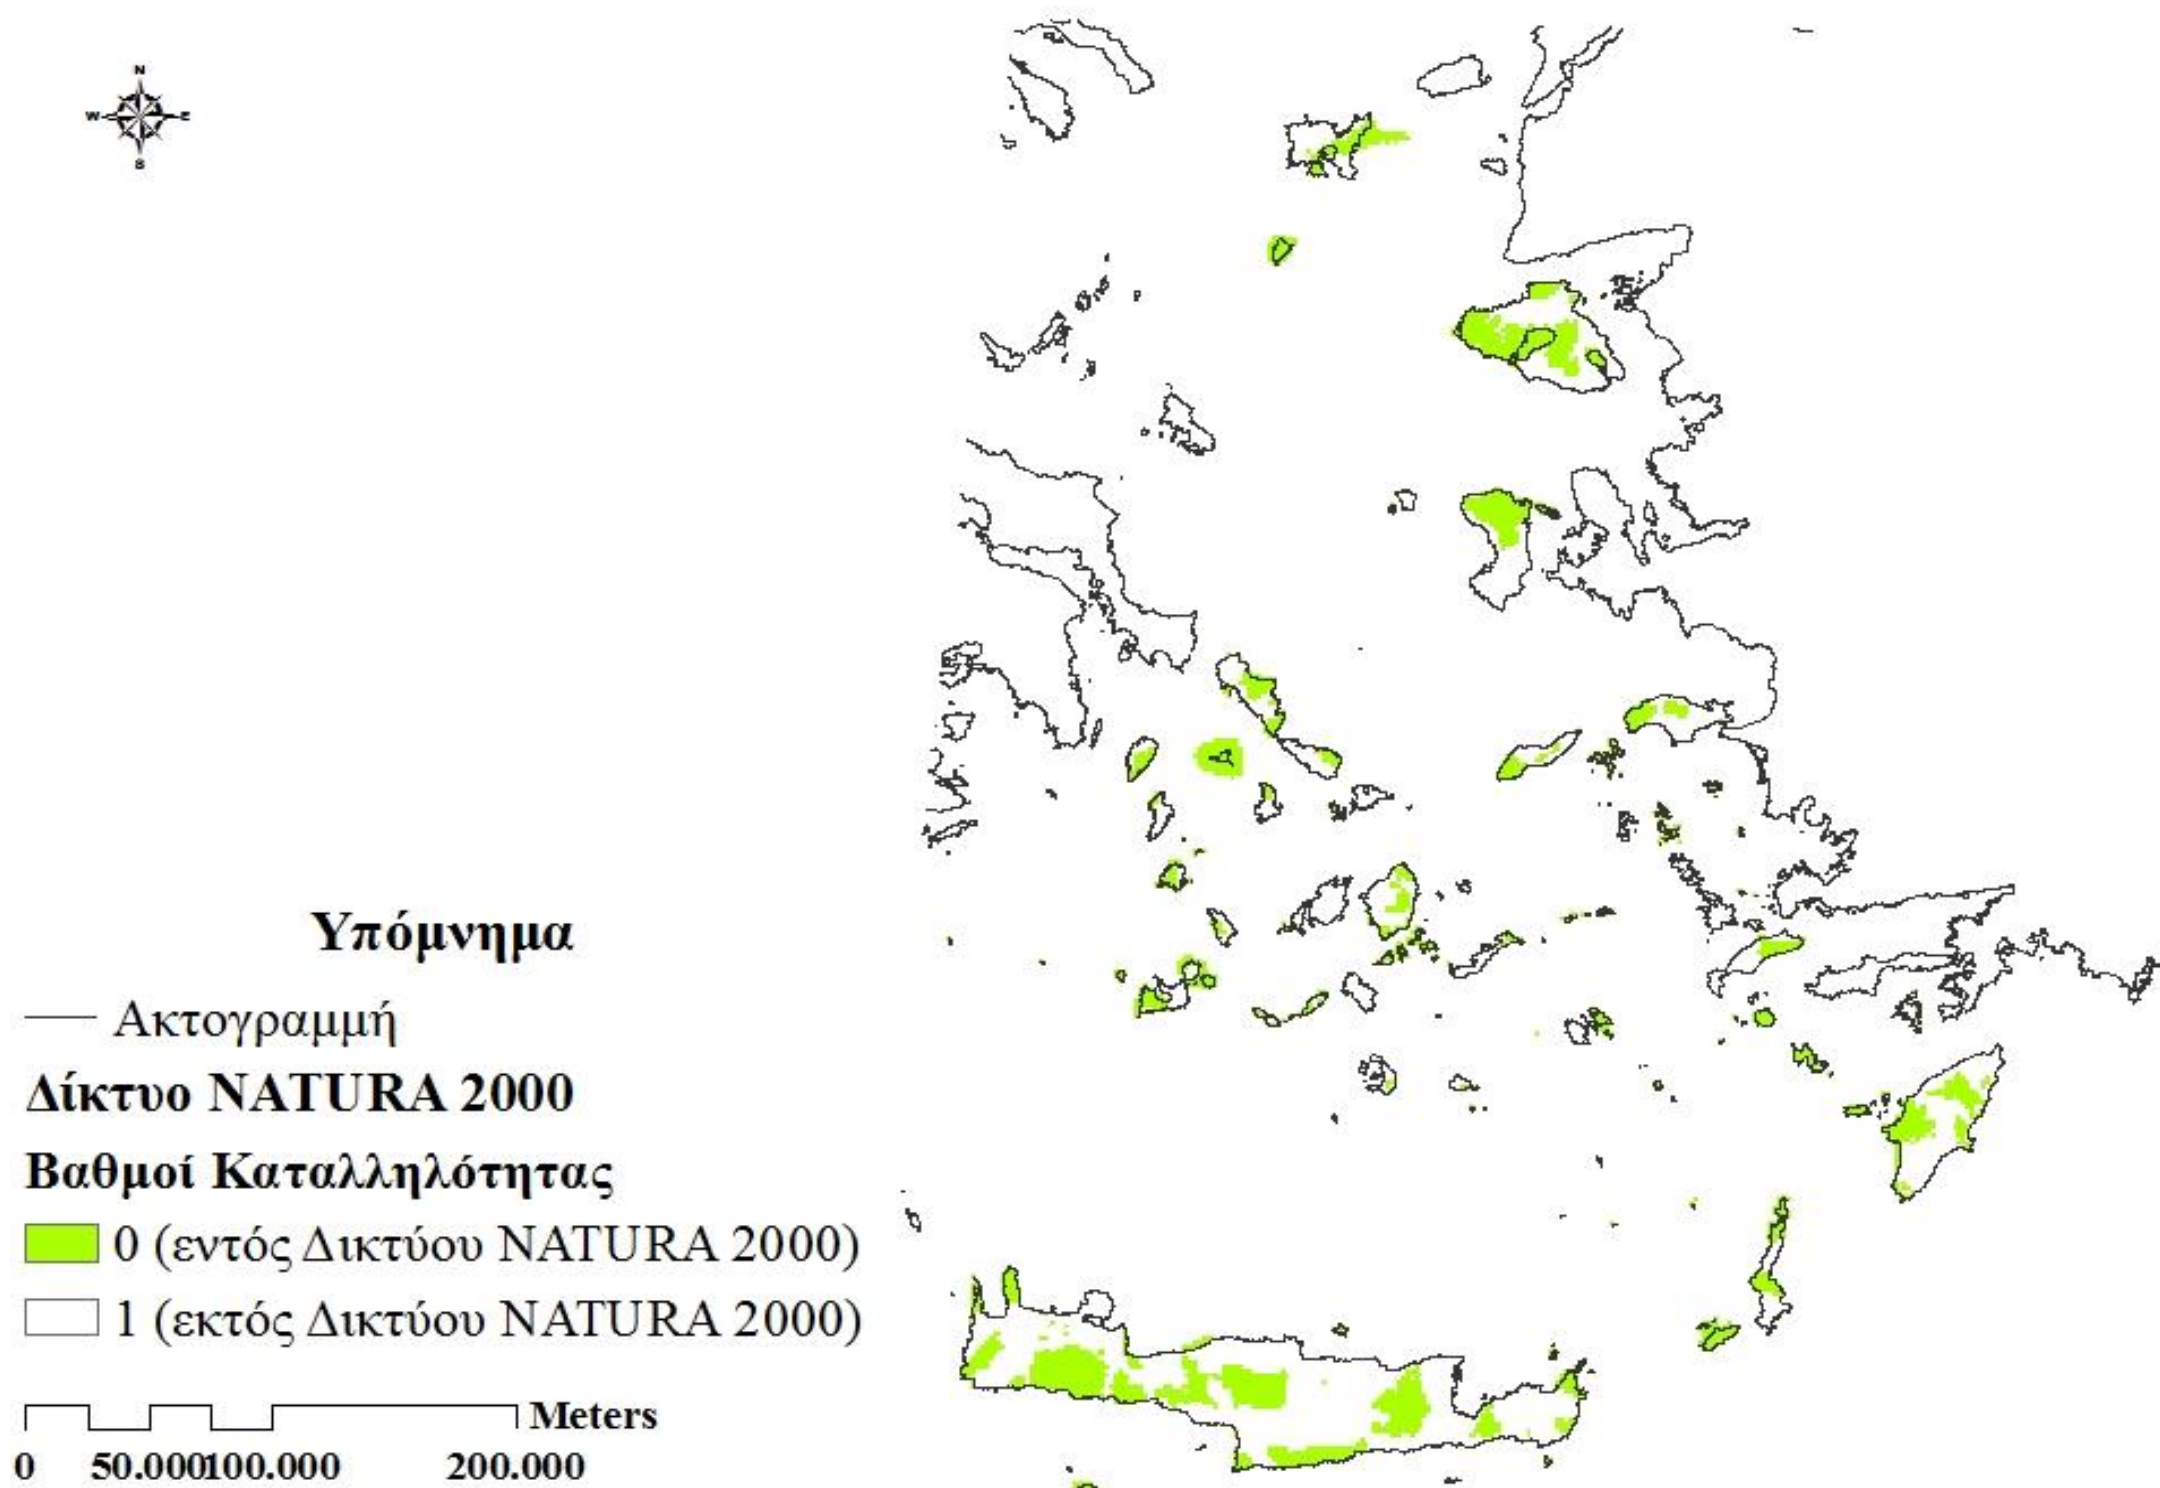 N
W E
S
Υπόμνημα
Ακτογραμμή
Δίκτυο NATURA 2000
Βαθμοί Καταλληλότητας
0 (εντός Δικτύου NATURA 2000)
1 (εκτός Δικτύου NATURA 2000)
Meters
0 50.000100.000 200.000